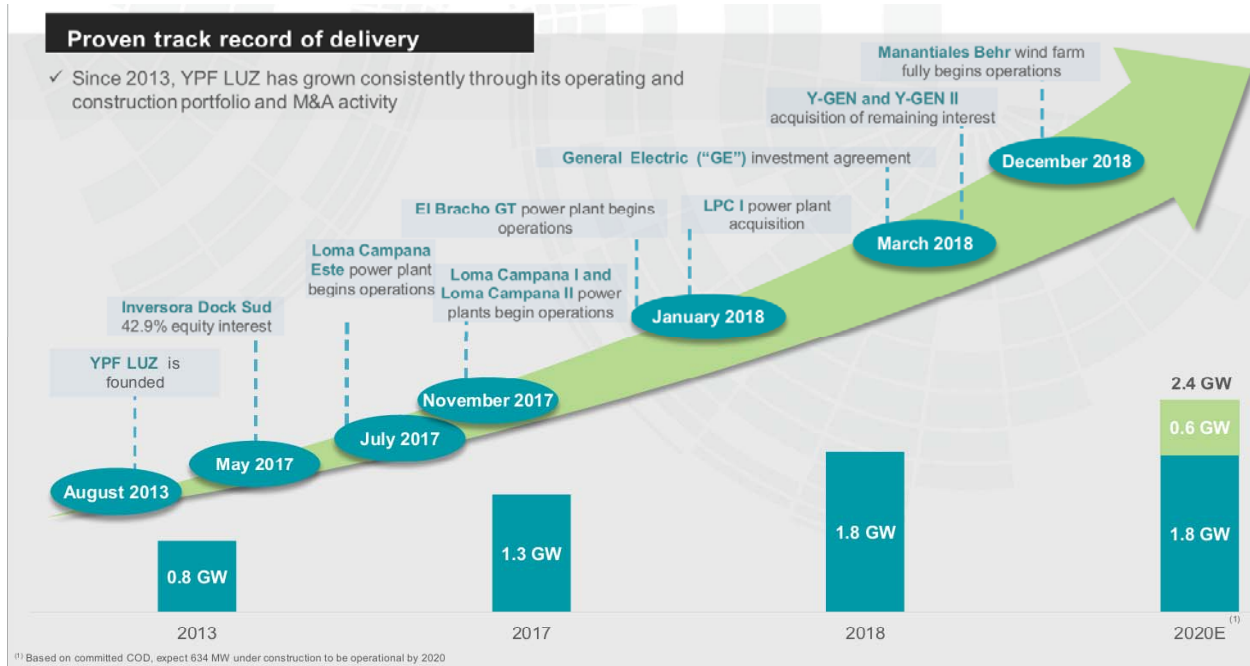 Proven track record of delivery
✓ Since 2013, YPF LUZ has grown consistently through its operating and
construction portfolio and M&A activity
Manantiales Behr wind farm
fully begins operations
Y-GEN and Y-GEN II
acquisition of remaining interest
General Electric (“GE”) investment agreement
December 2018
El Bracho GT power plant begins
operations
LPC I power plant
acquisition
March 2018
Loma Campana
Este power plant
begins operations
Loma Campana I and
Loma Campana II power
plants begin operations
January 2018
Inversora Dock Sud
42.9% equity interest
YPF LUZ is
founded
November 2017
July 2017
May 2017
August 2013
2.4 GW
0.6 GW
0.8 GW
1.3 GW
1.8 GW
1.8 GW
2013
2017
2018
2020E (1)
(1) Based on committed COD, expect 634 MW under construction to be operational by 2020